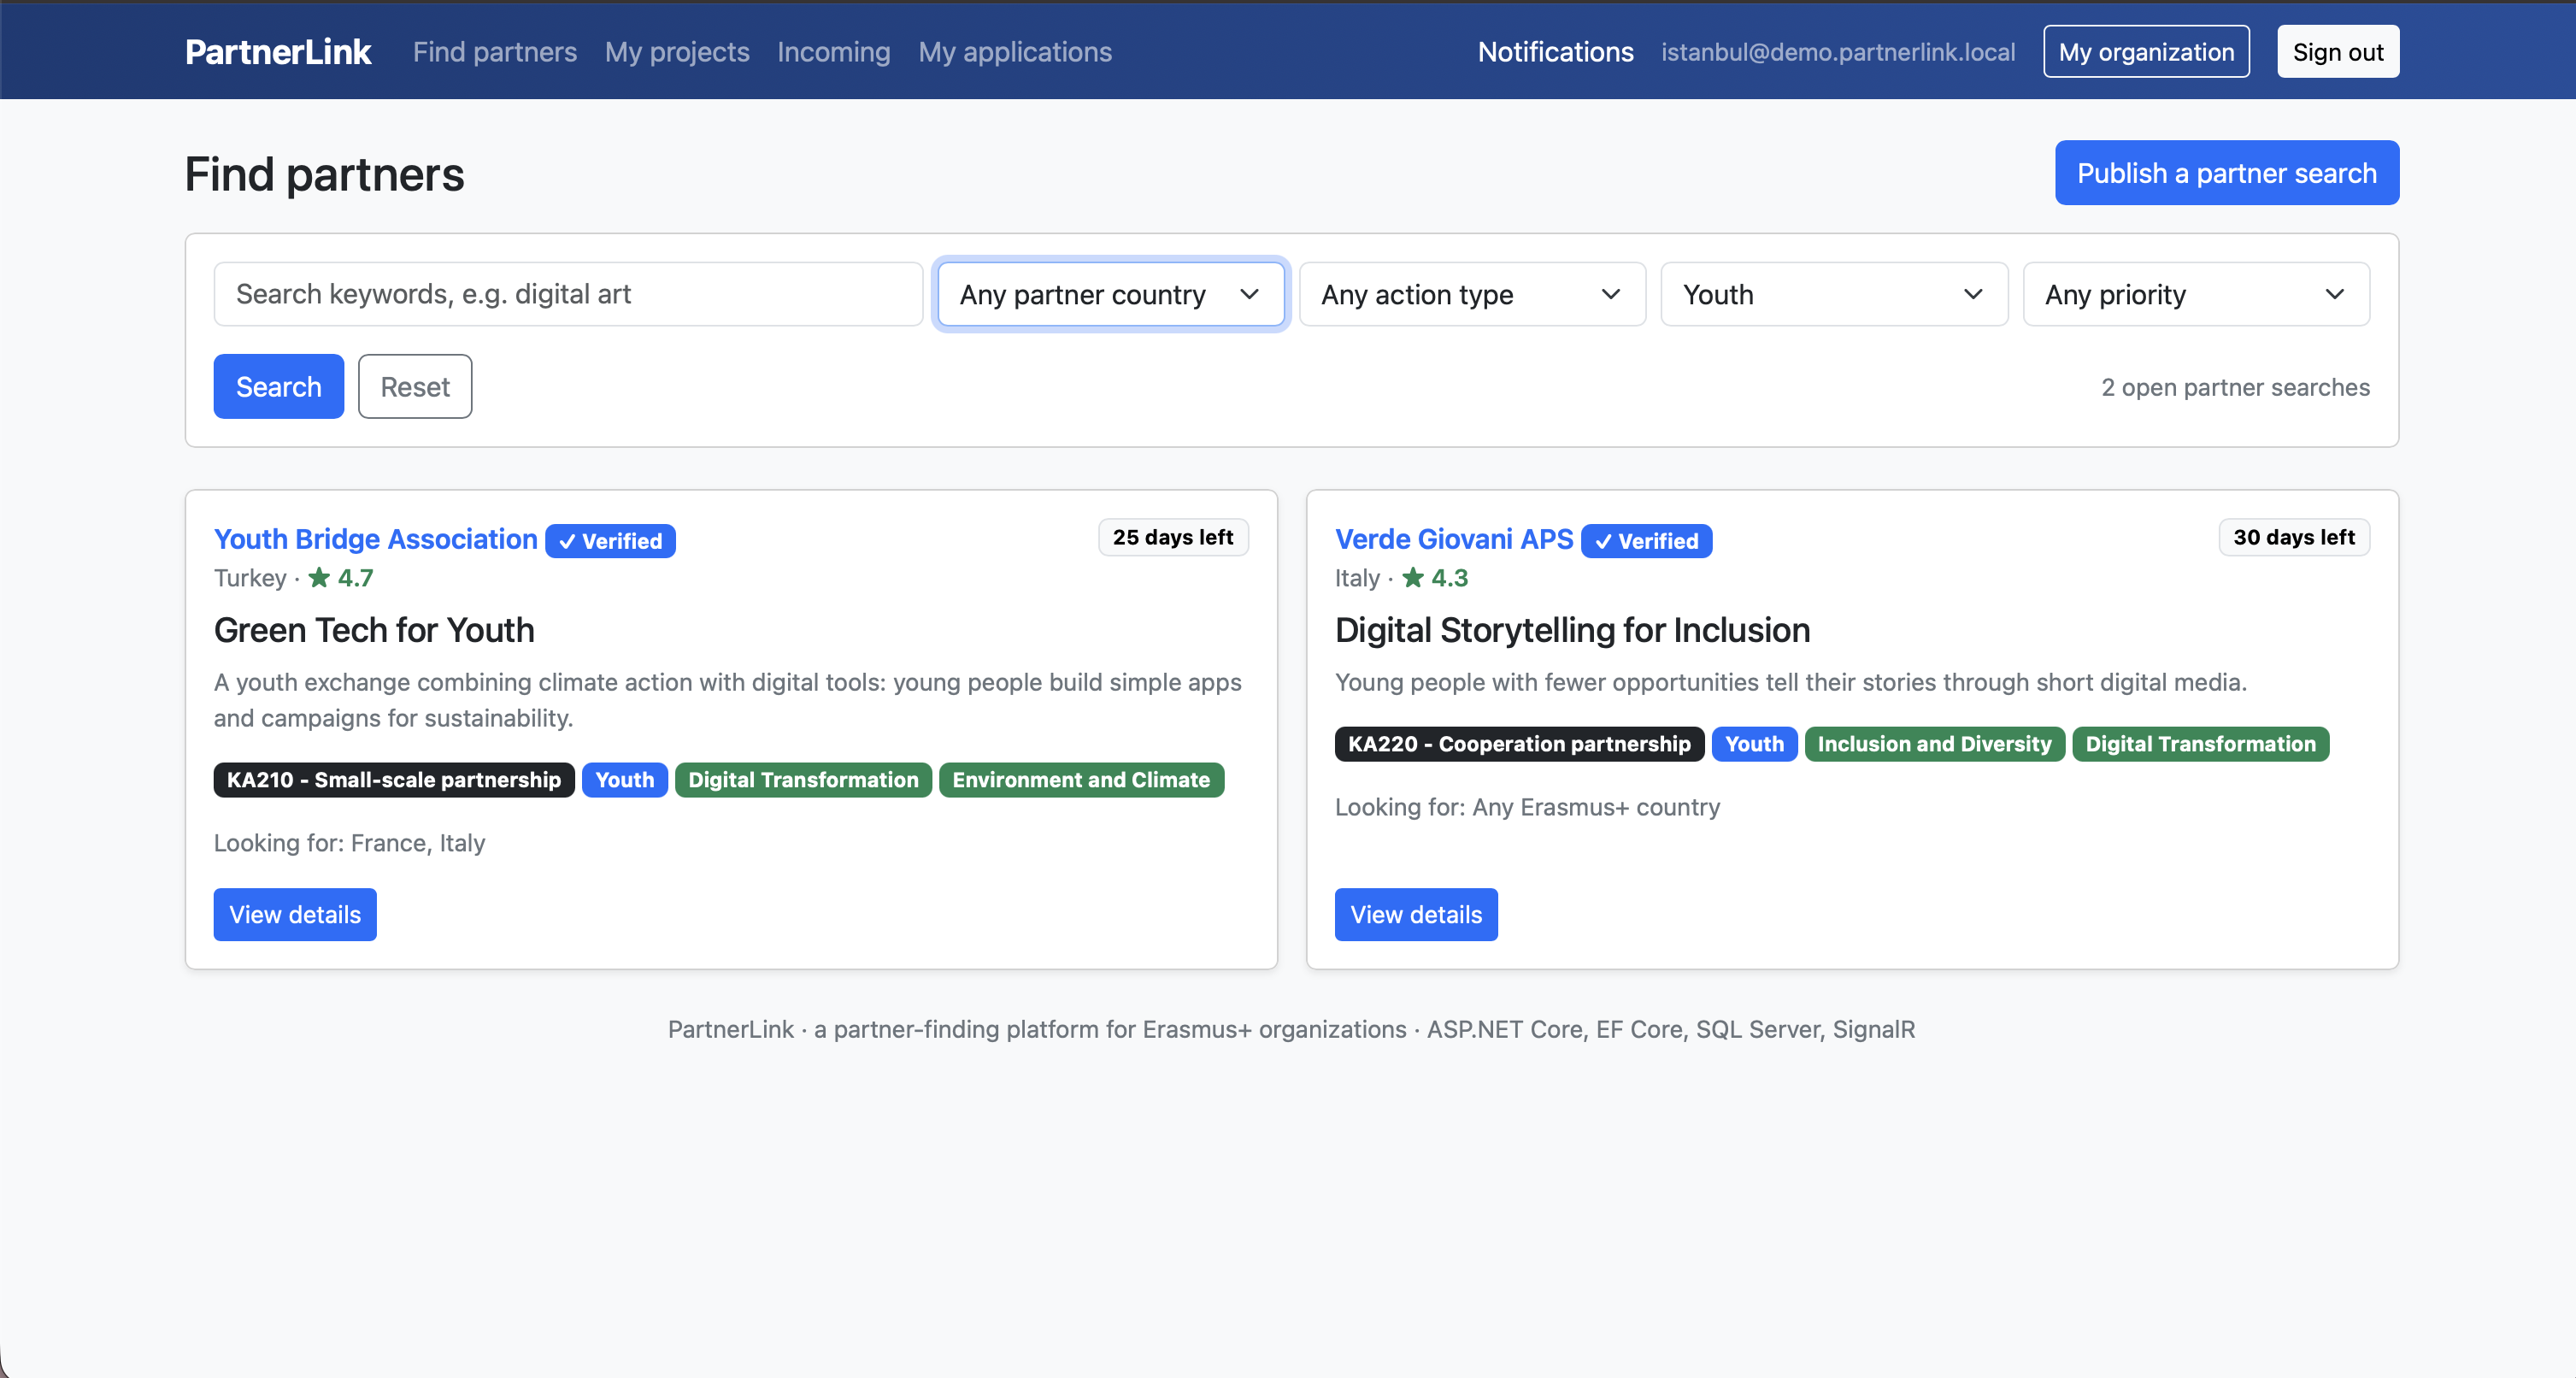 PartnerLink Find partners My projects Incoming My applications Notifications istanbul@demo.partnerlink.local My organization Sign out
Find partners Publish a partner search
Search keywords, e.g. digital art Any partner country Any action type Youth Any priority
Search Reset 2 open partner searches
Youth Bridge Association ✓ Verified 25 days left
Turkey · ★ 4.7
Green Tech for Youth
A youth exchange combining climate action with digital tools: young people build simple apps
and campaigns for sustainability.
KA210 - Small-scale partnership Youth Digital Transformation Environment and Climate
Looking for: France, Italy
View details
Verde Giovani APS ✓ Verified 30 days left
Italy · ★ 4.3
Digital Storytelling for Inclusion
Young people with fewer opportunities tell their stories through short digital media.
KA220 - Cooperation partnership Youth Inclusion and Diversity Digital Transformation
Looking for: Any Erasmus+ country
View details
PartnerLink · a partner-finding platform for Erasmus+ organizations · ASP.NET Core, EF Core, SQL Server, SignalR